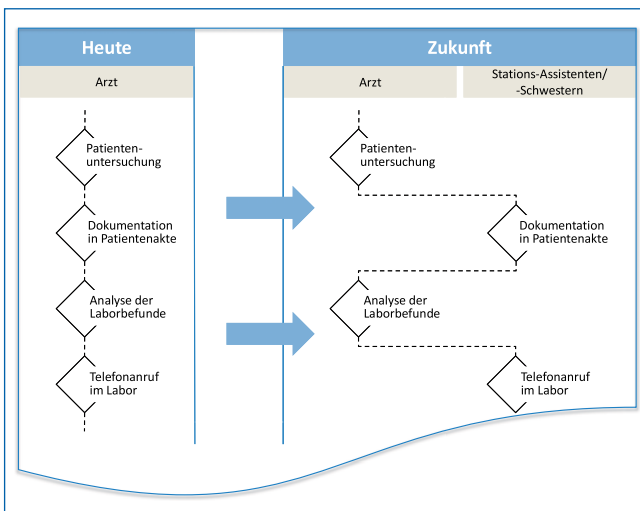 Heute
Zukunft
Arzt
Arzt
Stations-Assistenten/
-Schwestern
Patienten-
untersuchung
Dokumentation
in Patientenakte
Analyse der
Laborbefunde
Telefonanruf
im Labor
Patienten-
untersuchung
Dokumentation
in Patientenakte
Analyse der
Laborbefunde
Telefonanruf
im Labor